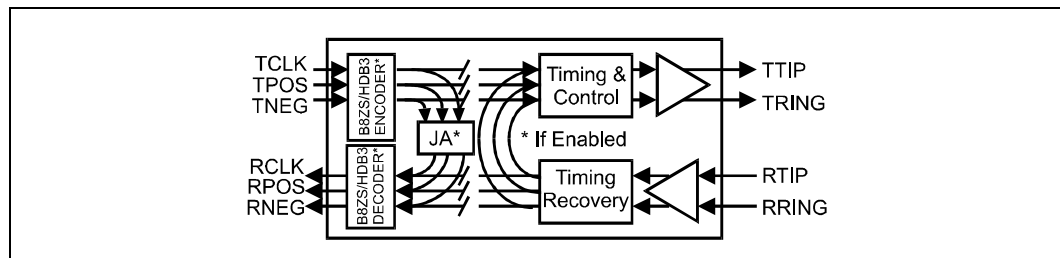 TCLK
TPOS
TNEG
B8ZS/HDB3
ENCODER*
JA*
Timing &
Control
TTIP
TRING
* If Enabled
RCLK
RPOS
RNEG
B8ZS/HDB3
DECODER*
Timing
Recovery
RTIP
RRING